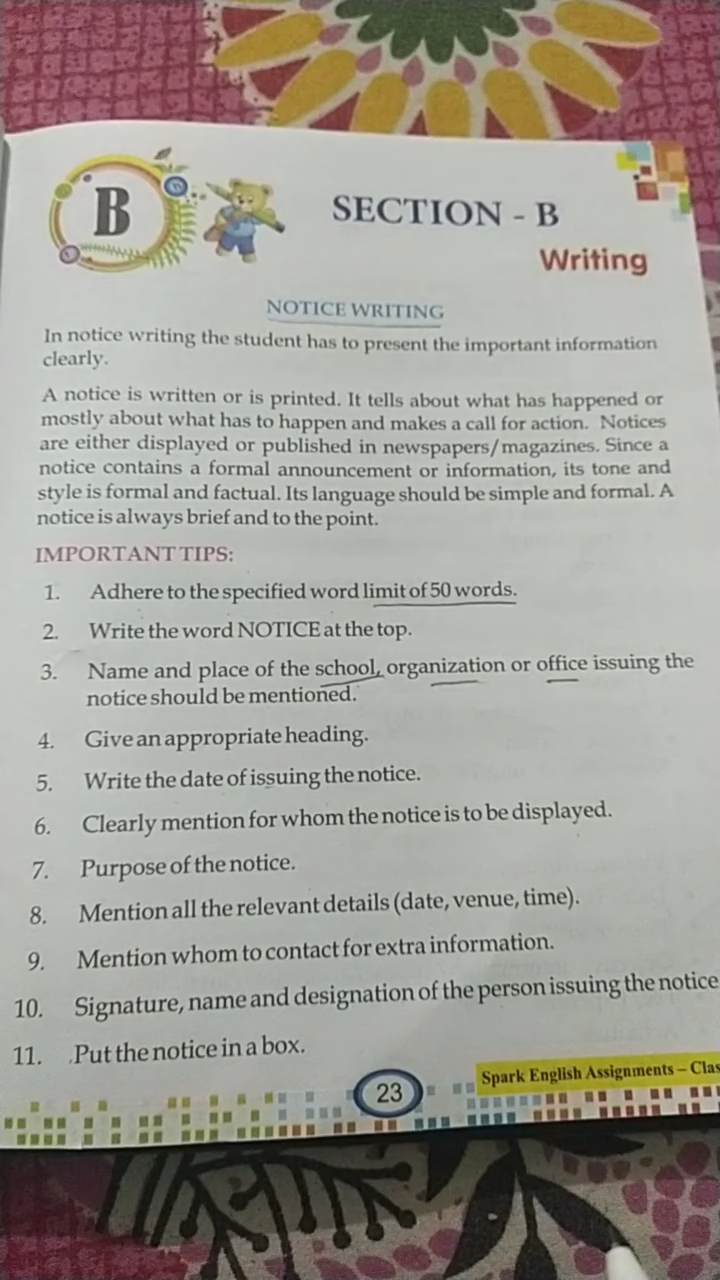 B
SECTION - B
Writing
NOTICE WRITING
In notice writing the student has to present the important information
clearly.
A notice is written or is printed. It tells about what has happened or
mostly about what has to happen and makes a call for action. Notices
are either displayed or published in newspapers/magazines. Since a
notice contains a formal announcement or information, its tone and
style is formal and factual. Its language should be simple and formal. A
notice is always brief and to the point.
IMPORTANT TIPS:
1. Adhere to the specified word limit of 50 words.
2. Write the word NOTICE at the top.
3. Name and place of the school, organization or office issuing the
notice should be mentioned.
4. Give an appropriate heading.
5. Write the date of issuing the notice.
6. Clearly mention for whom the notice is to be displayed.
7. Purpose of the notice.
8. Mention all the relevant details (date, venue, time).
9. Mention whom to contact for extra information.
10. Signature, name and designation of the person issuing the notice
11. Put the notice in a box.
23
Spark English Assignments – Clas